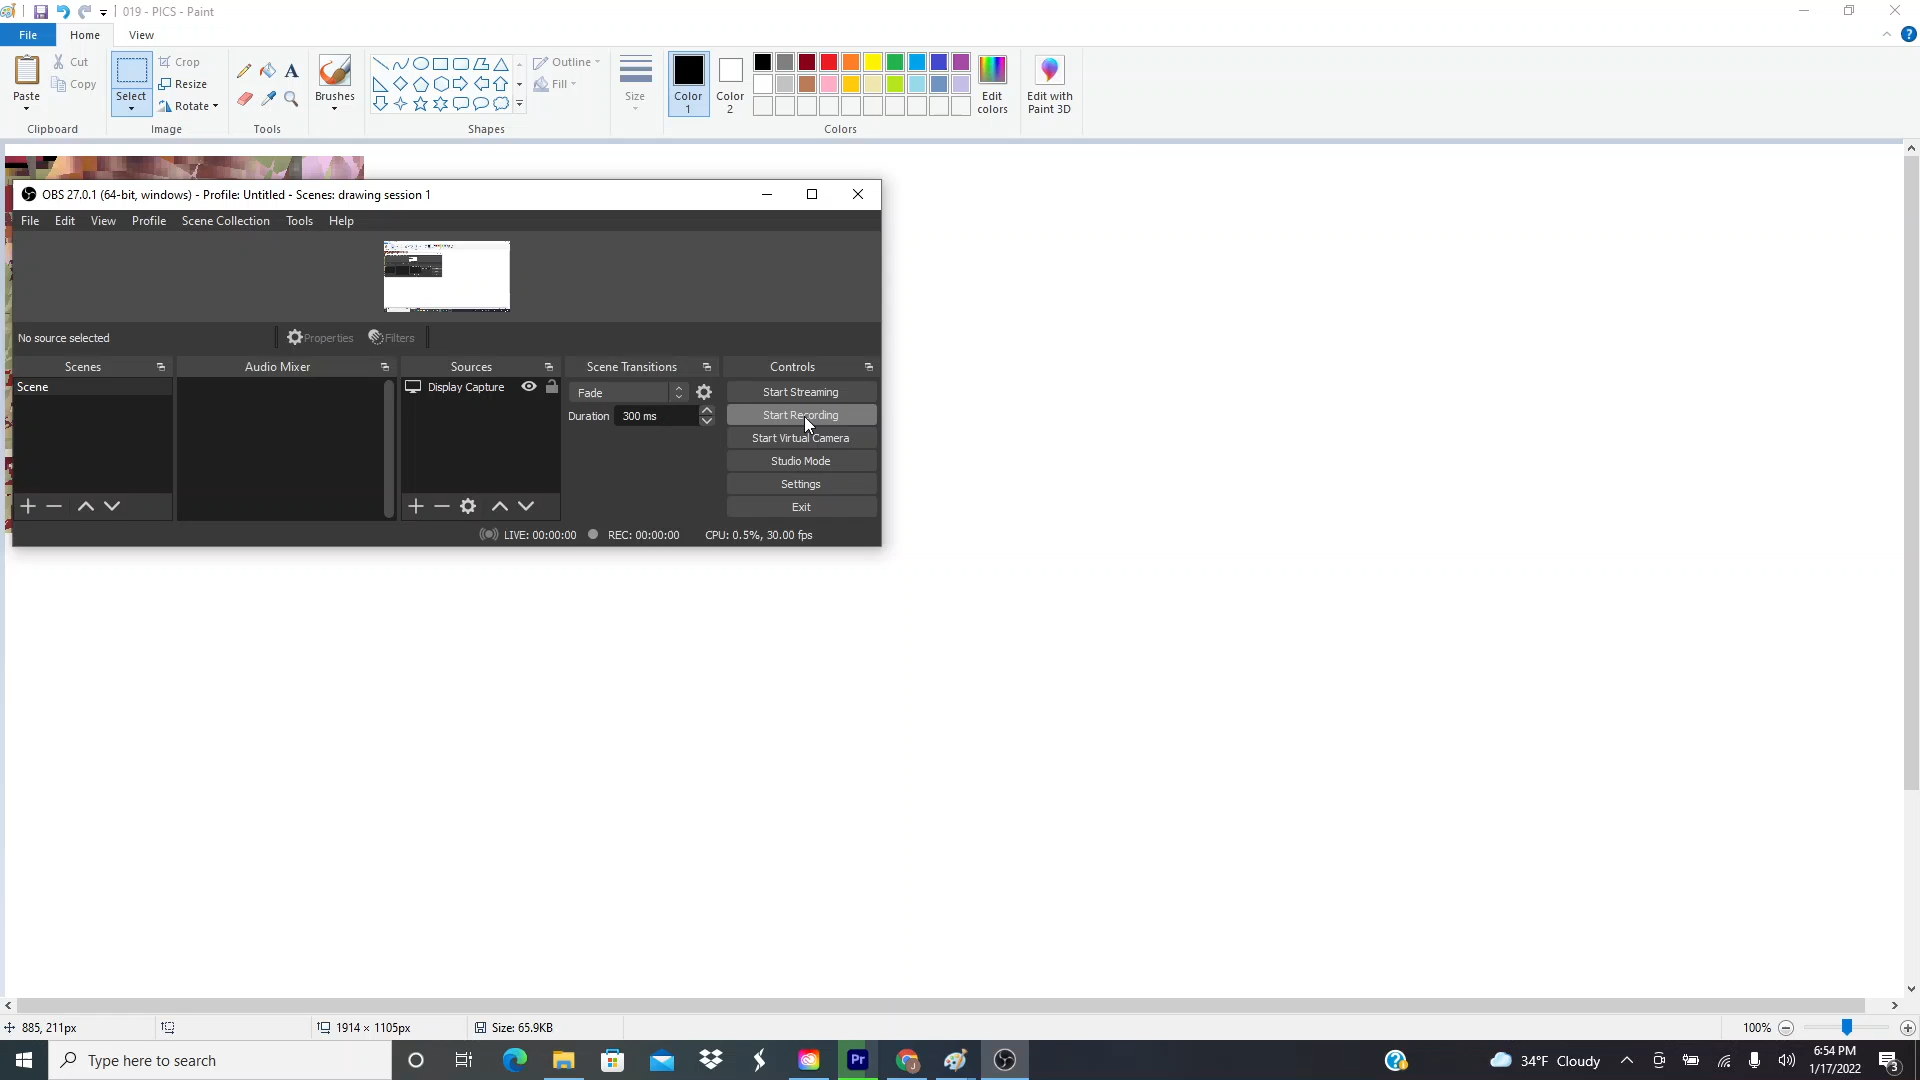 019 - PICS - Paint
File Home View
Paste
Cut
Copy
Clipboard
Select
Crop
Resize
Rotate
Image
Tools
Brushes
Shapes
Outline
Fill
Size
Color 1
Color 2
Edit colors
Colors
Edit with Paint 3D
OBS 27.0.1 (64-bit, windows) - Profile: Untitled - Scenes: drawing session 1
File Edit View Profile Scene Collection Tools Help
No source selected Properties Filters
Scenes Audio Mixer Sources Scene Transitions Controls
Scene
Display Capture
Fade
Duration 300 ms
Start Streaming
Start Recording
Start Virtual Camera
Studio Mode
Settings
Exit
LIVE: 00:00:00 REC: 00:00:00 CPU: 0.5%, 30.00 fps
885, 211px 1914 × 1105px Size: 65.9KB 100%
Type here to search
Pr
34°F Cloudy
6:54 PM
1/17/2022
3